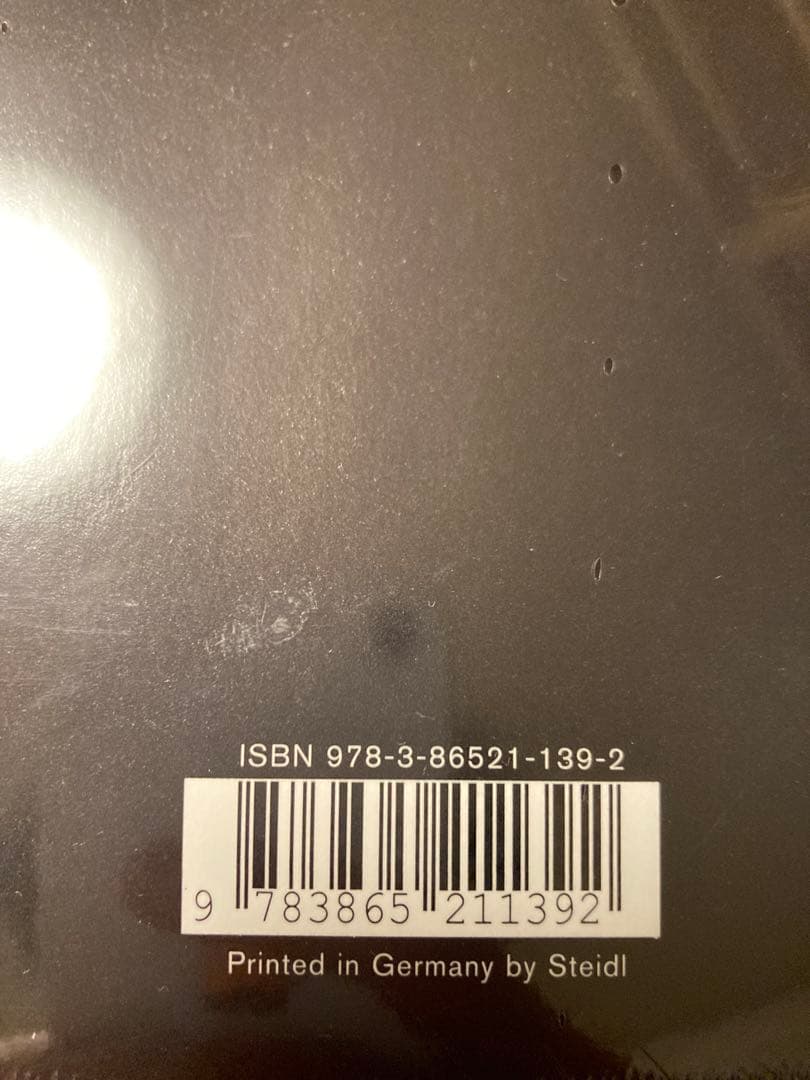 ISBN 978-3-86521-139-2
9 783865 211392
Printed in Germany by Steidl